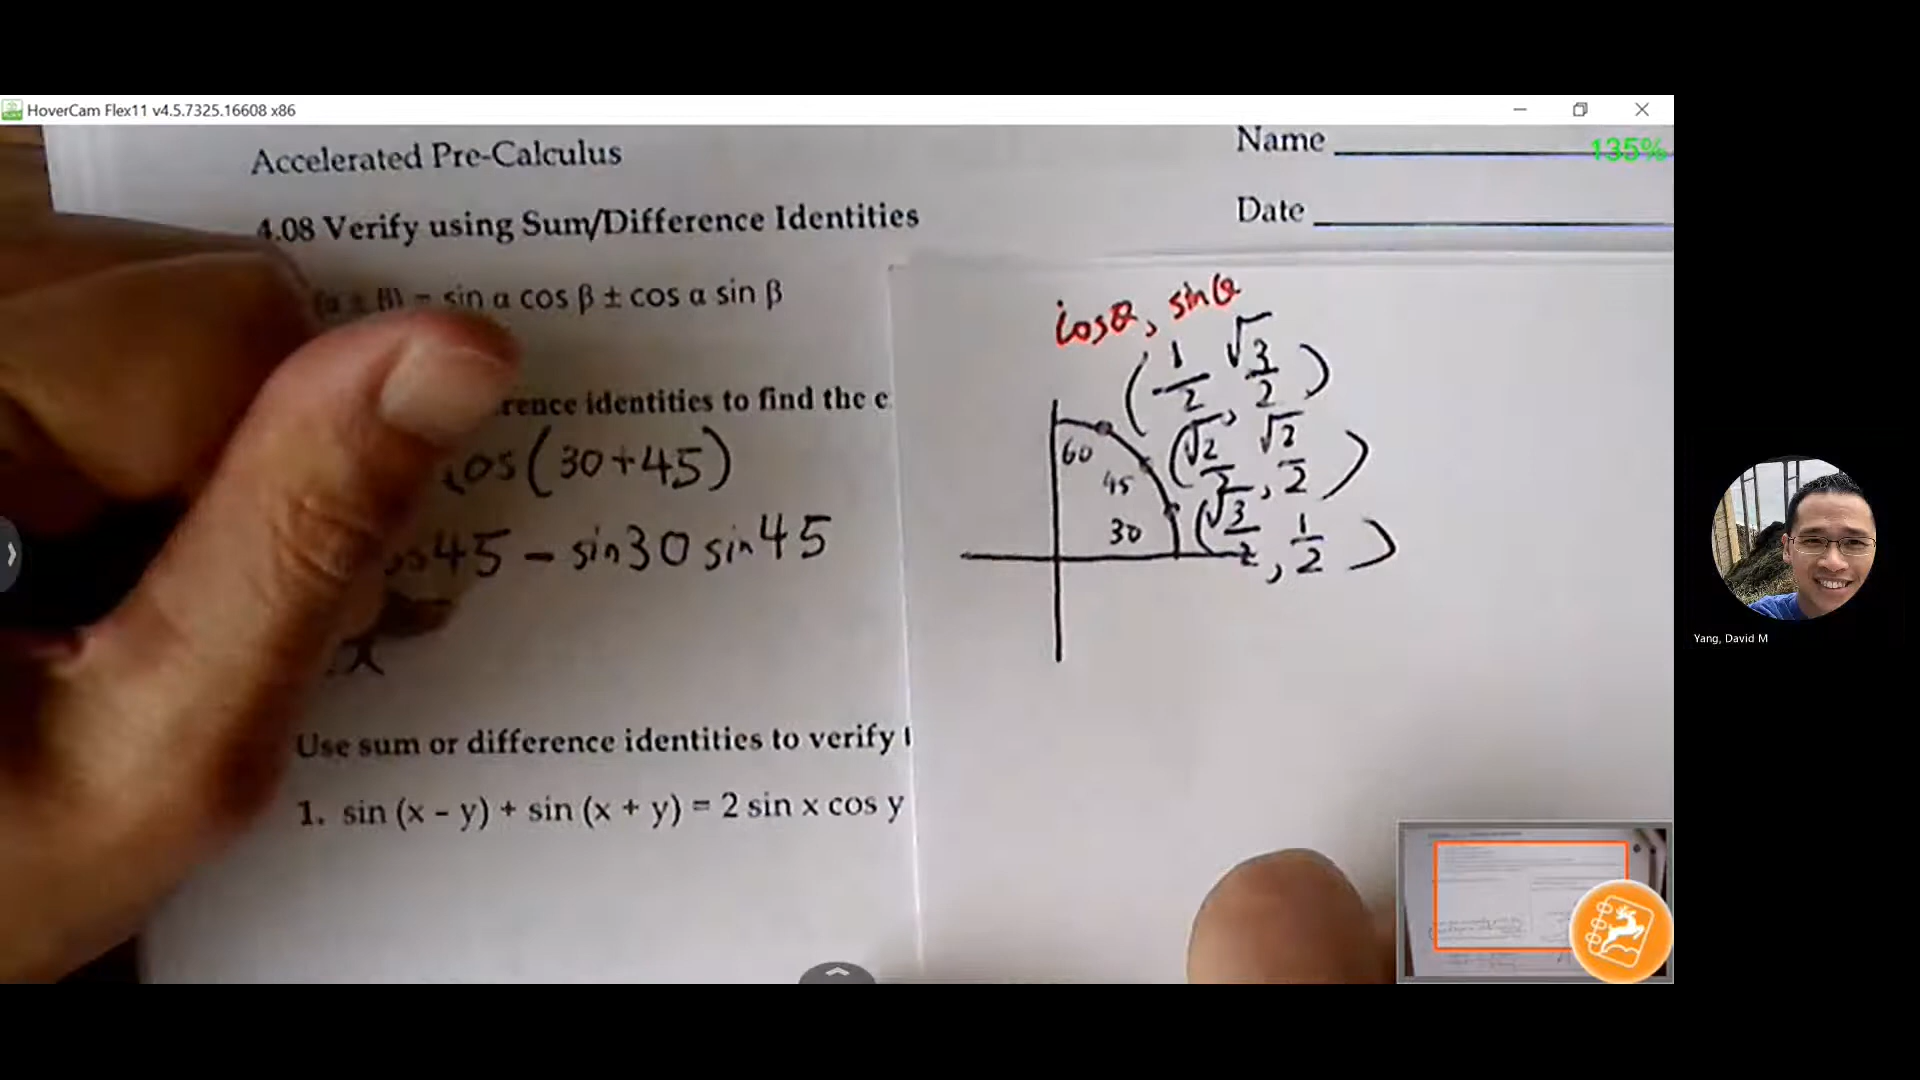 HoverCam Flex11 v4.5.7325.16608 x86
Accelerated Pre-Calculus
Name
135%
4.08 Verify using Sum/Difference Identities
Date
(α ± β) = sin α cos β ± cos α sin β
cosθ, sinθ
(1/2, √3/2)
identities to find the
cos(30+45)
60
(√2/2, √2/2)
45
45 - sin30 sin45
30
(√3/2, 1/2)
Yang, David M
Use sum or difference identities to verify
1. sin (x - y) + sin (x + y) = 2 sin x cos y